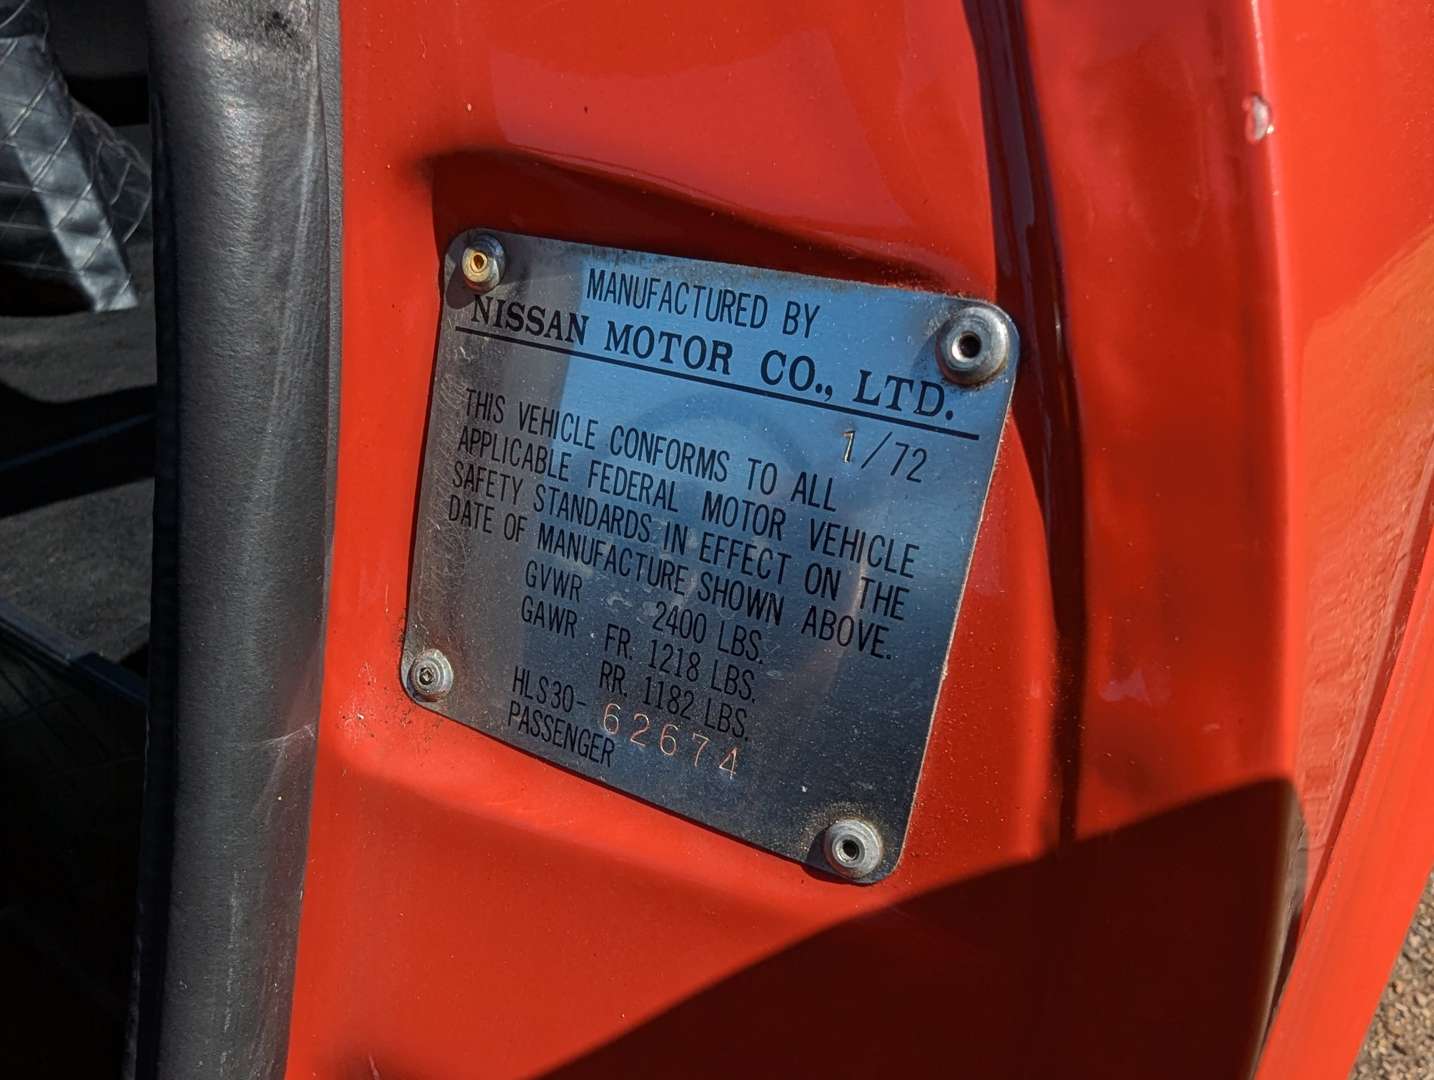 MANUFACTURED BY
NISSAN MOTOR CO., LTD.
1/72
THIS VEHICLE CONFORMS TO ALL
APPLICABLE FEDERAL MOTOR VEHICLE
SAFETY STANDARDS IN EFFECT ON THE
DATE OF MANUFACTURE SHOWN ABOVE.
GVWR 2400 LBS.
GAWR FR. 1218 LBS.
RR. 1182 LBS.
HLS30-62674
PASSENGER